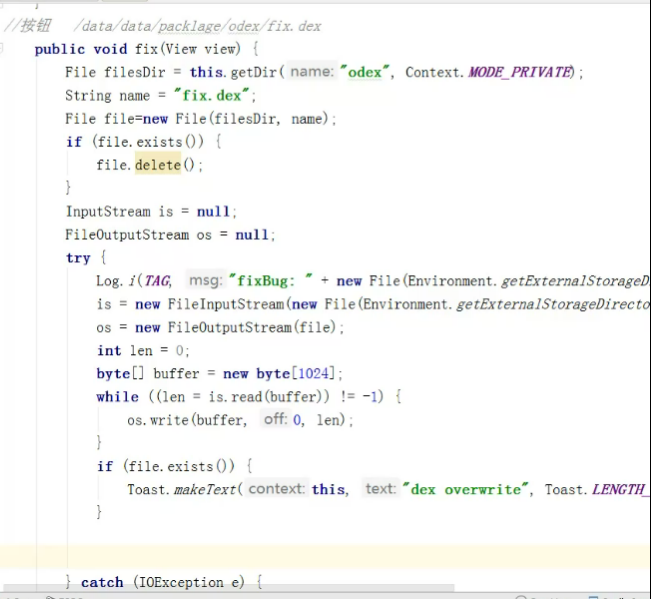 //按钮 /data/data/packlage/odex/fix.dex
public void fix(View view) {
File filesDir = this.getDir( name: "odex", Context.MODE_PRIVATE);
String name = "fix.dex";
File file=new File(filesDir, name);
if (file.exists()) {
file.delete();
}
InputStream is = null;
FileOutputStream os = null;
try {
Log.i(TAG, msg: "fixBug: " + new File(Environment.getExternalStorageD
is = new FileInputStream(new File(Environment.getExternalStorageDirecto
os = new FileOutputStream(file);
int len = 0;
byte[] buffer = new byte[1024];
while ((len = is.read(buffer)) != -1) {
os.write(buffer, off: 0, len);
}
if (file.exists()) {
Toast.makeText( context: this, text: "dex overwrite", Toast.LENGTH_
}
} catch (IOException e) {